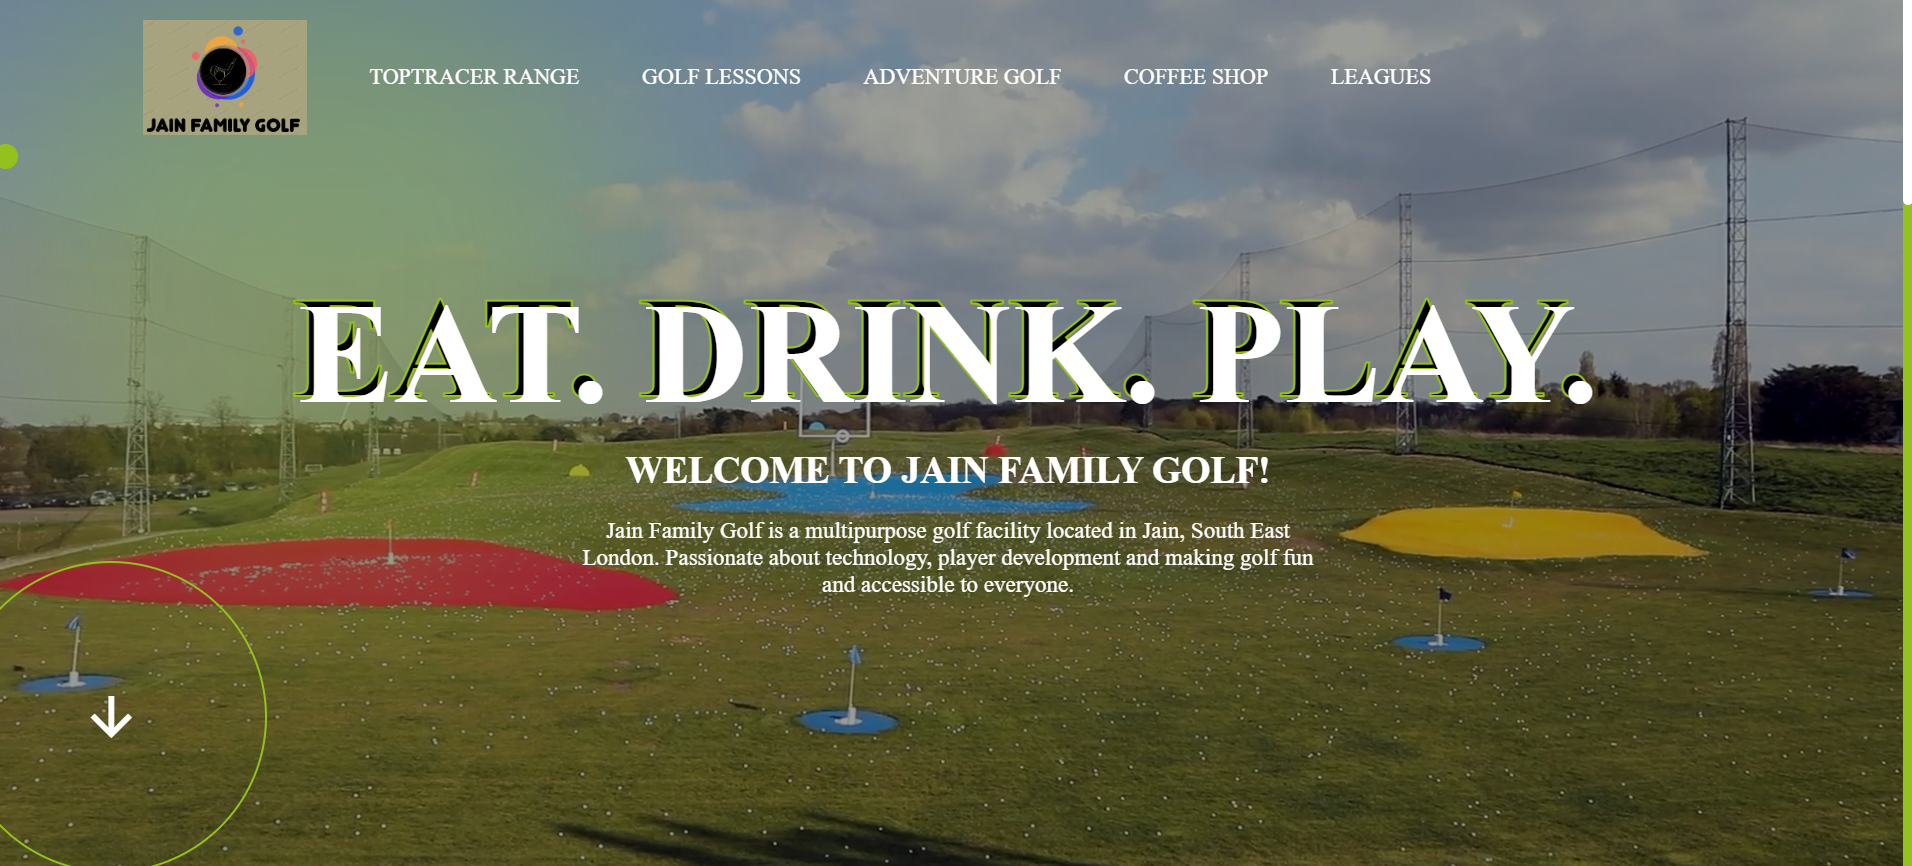 JAIN FAMILY GOLF
TOPTRACER RANGE
GOLF LESSONS
ADVENTURE GOLF
COFFEE SHOP
LEAGUES
EAT. DRINK. PLAY.
WELCOME TO JAIN FAMILY GOLF!
Jain Family Golf is a multipurpose golf facility located in Jain, South East
London. Passionate about technology, player development and making golf fun
and accessible to everyone.